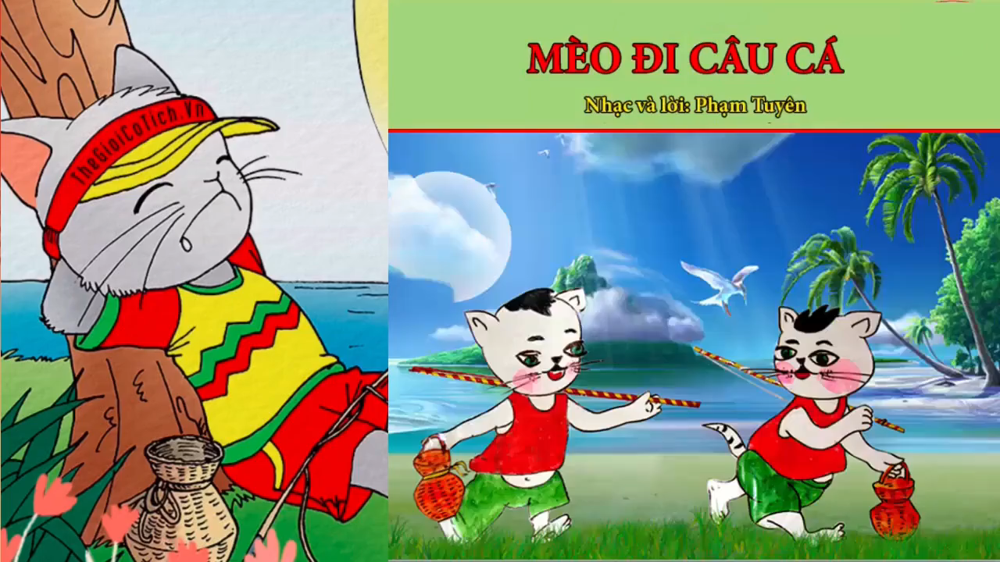 TheGioiCoTich.Vn
MÈO ĐI CÂU CÁ
Nhạc và lời: Phạm Tuyên